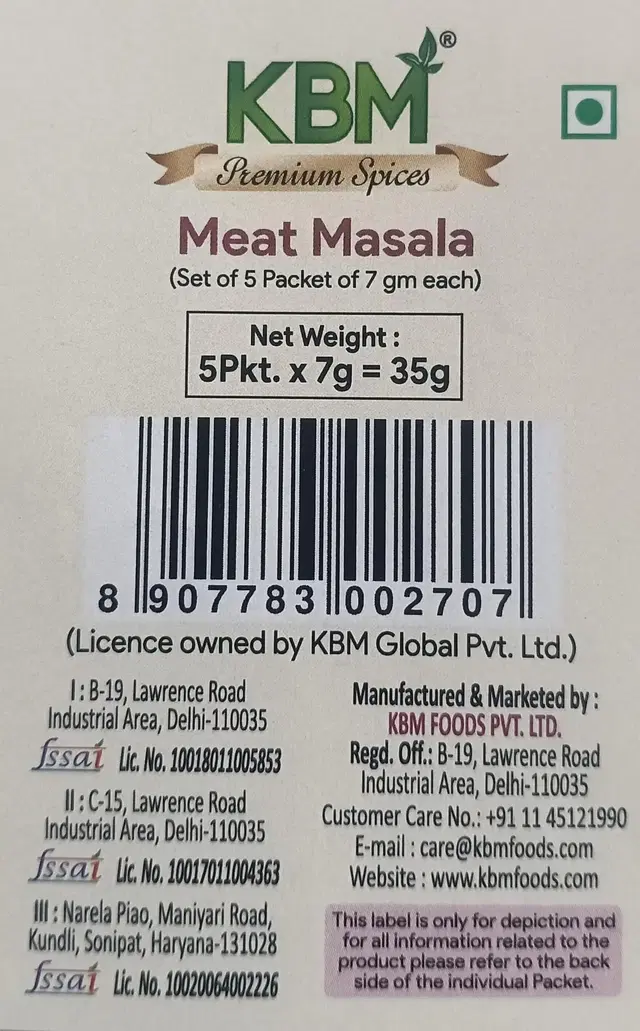 KBM®
Premium Spices
Meat Masala
(Set of 5 Packet of 7 gm each)
Net Weight :
5Pkt. x 7g = 35g
8 907783 002707
(Licence owned by KBM Global Pvt. Ltd.)
I : B-19, Lawrence Road
Industrial Area, Delhi-110035
fssai Lic. No. 10018011005853
II : C-15, Lawrence Road
Industrial Area, Delhi-110035
fssai Lic. No. 10017011004363
III : Narela Piao, Maniyari Road,
Kundli, Sonipat, Haryana-131028
fssai Lic. No. 10020064002226
Manufactured & Marketed by :
KBM FOODS PVT. LTD.
Regd. Off.: B-19, Lawrence Road
Industrial Area, Delhi-110035
Customer Care No.: +91 11 45121990
E-mail : care@kbmfoods.com
Website : www.kbmfoods.com
This label is only for depiction and
for all information related to the
product please refer to the back
side of the individual Packet.